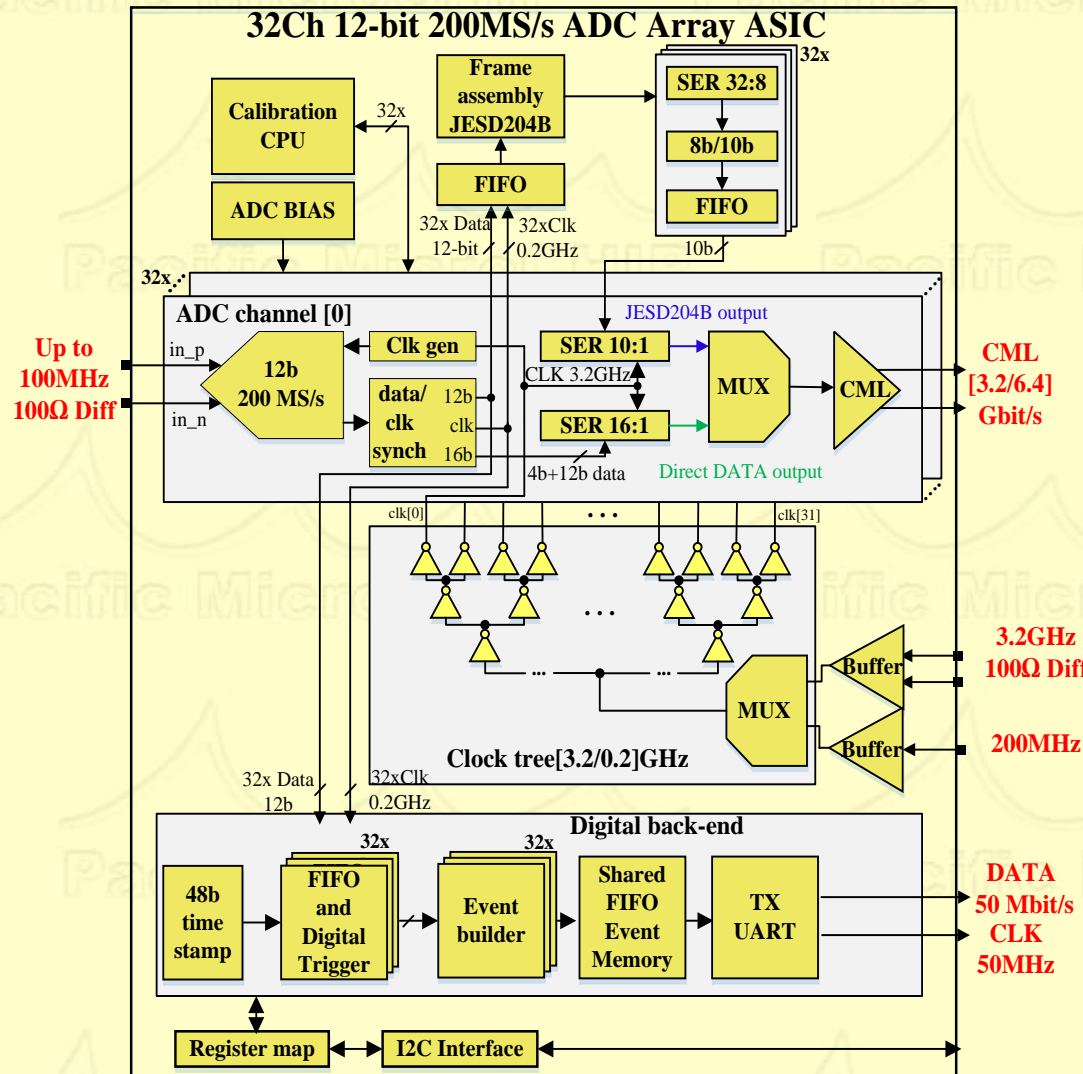 32Ch 12-bit 200MS/s ADC Array ASIC
Calibration
CPU
32x
ADC BIAS
Frame
assembly
JESD204B
FIFO
32x Data
12-bit
32xClk
0.2GHz
32x
SER 32:8
8b/10b
FIFO
10b
32x
ADC channel [0]
Up to
100MHz
100Ω Diff
in_p
in_n
12b
200 MS/s
Clk gen
data/
clk
synch
12b
clk
16b
JESD204B output
SER 10:1
CLK 3.2GHz
SER 16:1
4b+12b data
Direct DATA output
MUX
CML
CML
[3.2/6.4]
Gbit/s
clk[0]
...
clk[31]
...
...
...
MUX
Buffer
Buffer
3.2GHz
100Ω Diff
200MHz
Clock tree[3.2/0.2]GHz
32x Data
12b
32xClk
0.2GHz
Digital back-end
48b
time
stamp
32x
FIFO
and
Digital
Trigger
32x
Event
builder
Shared
FIFO
Event
Memory
TX
UART
DATA
50 Mbit/s
CLK
50MHz
Register map
I2C Interface